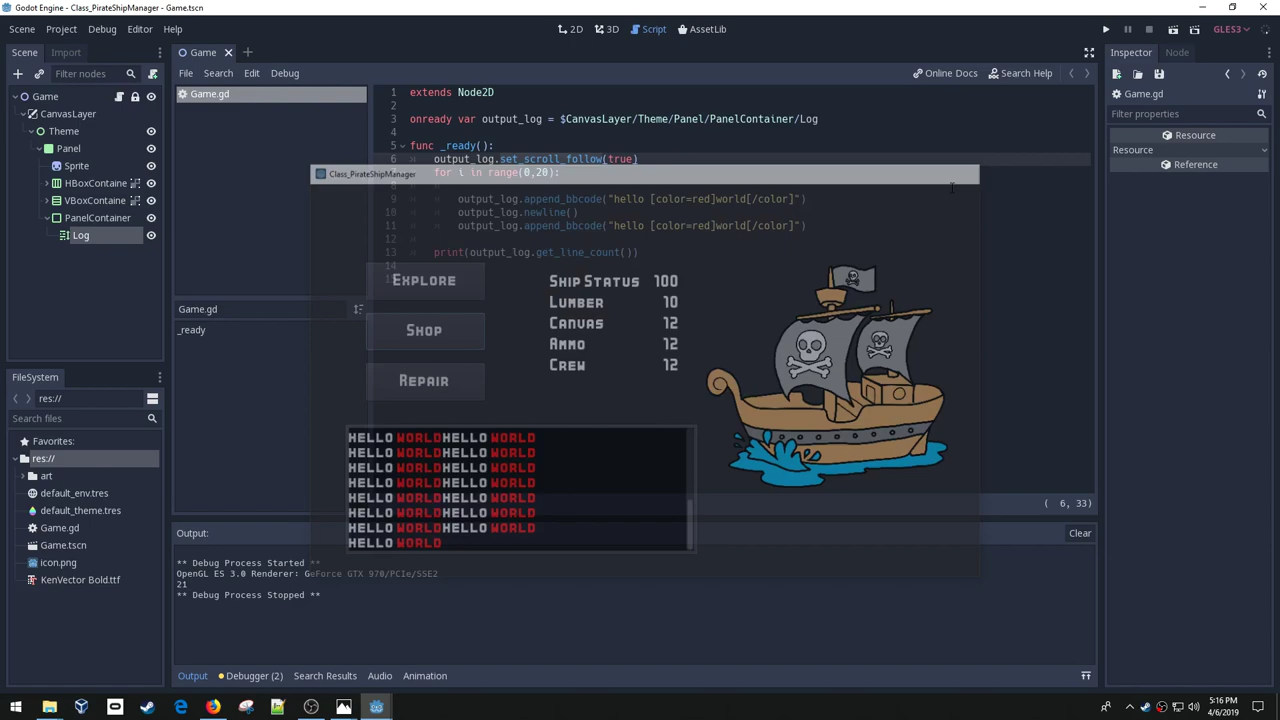 Godot Engine - Class_PirateShipManager - Game.tscn
Scene Project Debug Editor Help
2D 3D Script AssetLib
GLES3
Scene Import
Filter nodes
Game
CanvasLayer
Theme
Panel
Sprite
HBoxContaine
VBoxContaine
PanelContainer
Log
Game
File Search Edit Debug
Online Docs Search Help
Game.gd
Game.gd
_ready
1 extends Node2D
2
3 onready var output_log = $CanvasLayer/Theme/Panel/PanelContainer/Log
4
5 func _ready():
6 output_log.set_scroll_follow(true)
for i in range(0,20):
9 output_log.append_bbcode("hello [color=red]world[/color]")
10 output_log.newline()
11 output_log.append_bbcode("hello [color=red]world[/color]")
12
13 print(output_log.get_line_count())
14
Class_PirateShipManager
Explore
Shop
Repair
Ship Status 100
Lumber 10
Canvas 12
Ammo 12
Crew 12
HELLO WORLDHELLO WORLD
HELLO WORLDHELLO WORLD
HELLO WORLDHELLO WORLD
HELLO WORLDHELLO WORLD
HELLO WORLDHELLO WORLD
HELLO WORLDHELLO WORLD
HELLO WORLDHELLO WORLD
HELLO WORLD
( 6, 33)
FileSystem
res://
Search files
Favorites:
res://
art
default_env.tres
default_theme.tres
Game.gd
Game.tscn
icon.png
KenVector Bold.ttf
Output:
Clear
** Debug Process Started **
OpenGL ES 3.0 Renderer: GeForce GTX 970/PCIe/SSE2
21
** Debug Process Stopped **
Output Debugger (2) Search Results Audio Animation
Inspector Node
Game.gd
Filter properties
Resource
Resource
Reference
5:16 PM
4/6/2019